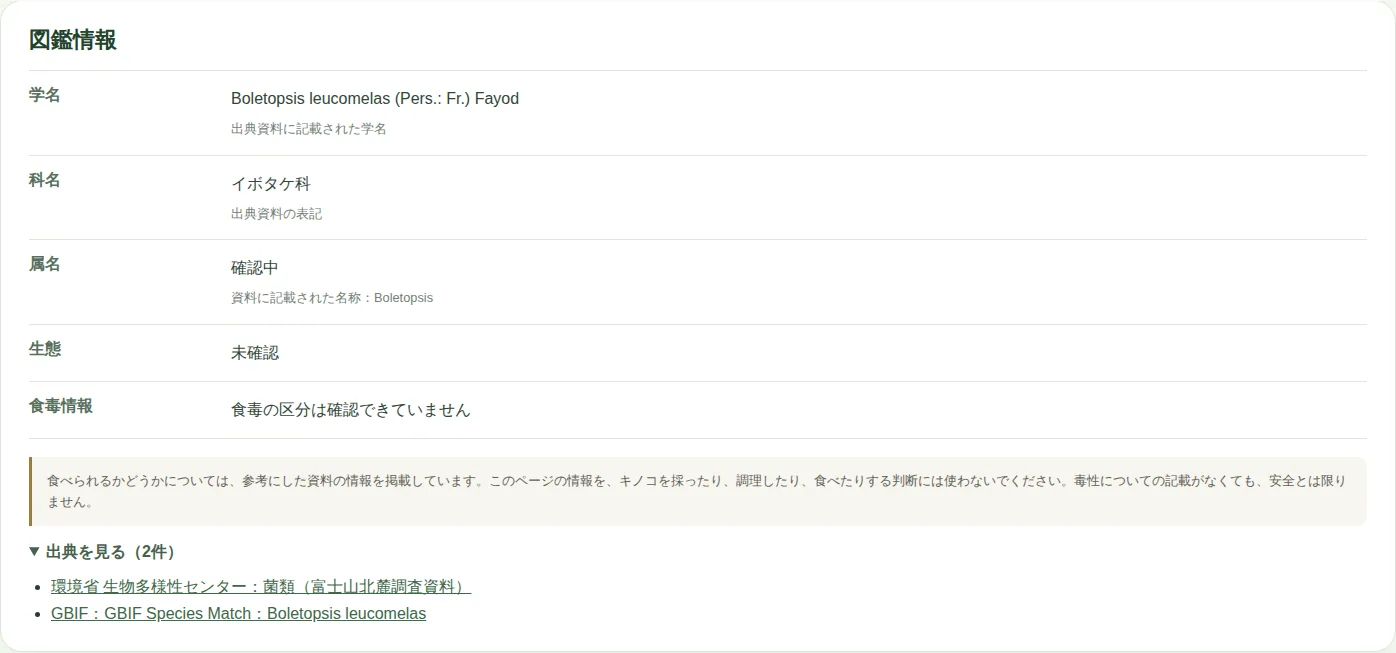 図鑑情報
学名
Boletopsis leucomelas (Pers.: Fr.) Fayod
出典資料に記載された学名
科名
イボタケ科
出典資料の表記
属名
確認中
資料に記載された名称：Boletopsis
生態
未確認
食毒情報
食毒の区分は確認できていません
食べられるかどうかについては、参考にした資料の情報を掲載しています。このページの情報を、キノコを採ったり、調理したり、食べたりする判断には使わないでください。毒性についての記載がなくても、安全とは限り
ません。
▼ 出典を見る（2件）
• 環境省 生物多様性センター：菌類（富士山北麓調査資料）
• GBIF：GBIF Species Match：Boletopsis leucomelas